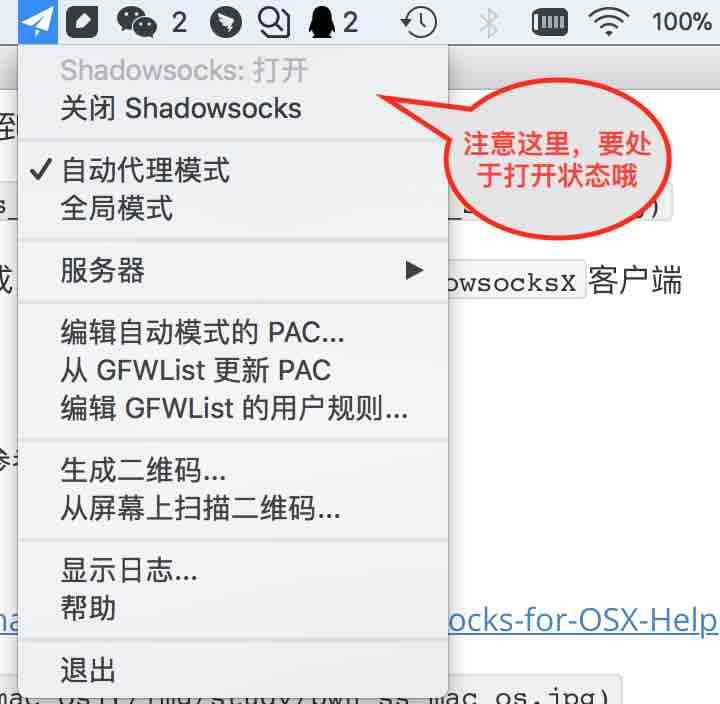 2
2
100%
Shadowsocks: 打开
关闭 Shadowsocks
注意这里，要处
于打开状态哦
自动代理模式
全局模式
服务器
owsocksX 客户端
编辑自动模式的 PAC...
从 GFWList 更新 PAC
编辑 GFWList 的用户规则...
生成二维码...
从屏幕上扫描二维码...
显示日志...
帮助
ocks-for-OSX-Help
退出